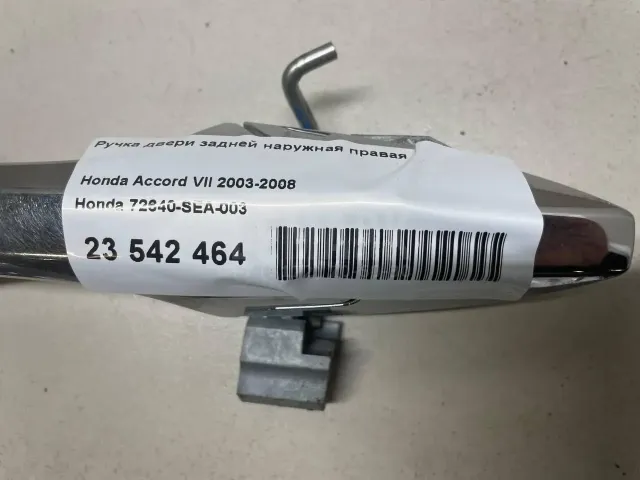 Ручка двери задней наружная правая
Honda Accord VII 2003-2008
Honda 72640-SEA-003
23 542 464